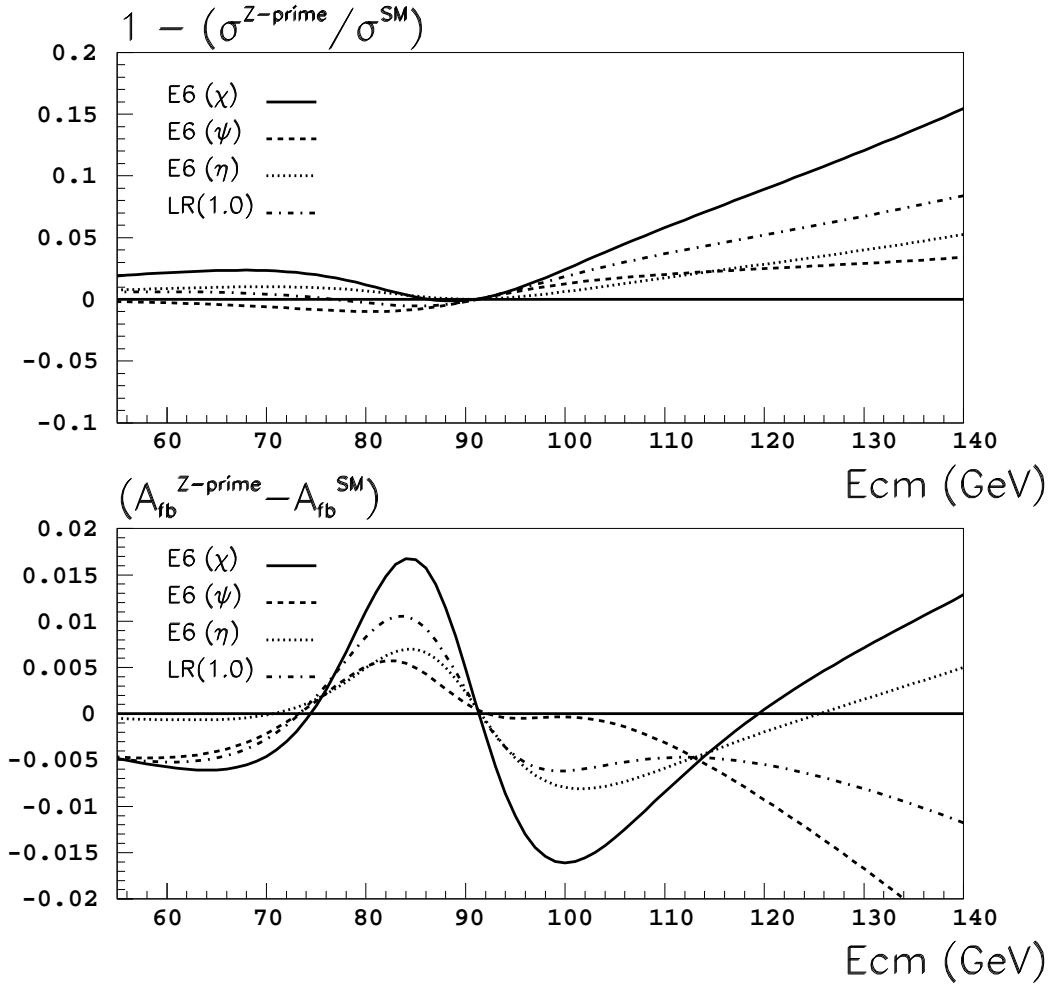 1 − (σ^Z-prime/σ^SM)
0.2
0.15
0.1
0.05
0
-0.05
-0.1
E6 (χ)
E6 (ψ)
E6 (η)
LR(1.0)
60 70 80 90 100 110 120 130 140
Ecm (GeV)
(A_fb^Z-prime−A_fb^SM)
0.02
0.015
0.01
0.005
0
-0.005
-0.01
-0.015
-0.02
E6 (χ)
E6 (ψ)
E6 (η)
LR(1.0)
60 70 80 90 100 110 120 130 140
Ecm (GeV)